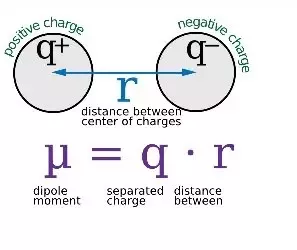 positive charge
negative charge
q+
q–
r
distance between
center of charges
μ = q · r
dipole
moment
separated
charge
distance
between